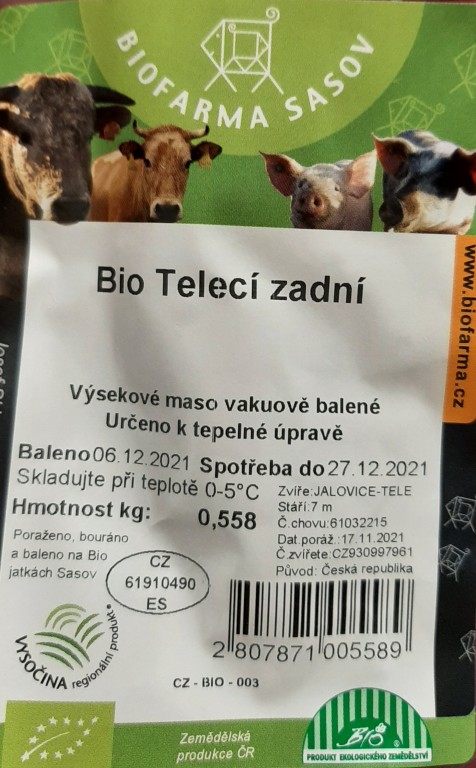 BIOFARMA SASOV
Bio Telecí zadní
www.biofarma.cz
Výsekové maso vakuově balené
Určeno k tepelné úpravě
Baleno 06.12.2021 Spotřeba do 27.12.2021
Skladujte při teplotě 0-5°C
Zvíře:JALOVICE-TELE
Stáří:7 m
Hmotnost kg: 0,558
Č.chovu:61032215
Dat.poráž.:17.11.2021
Č.zvířete:CZ930997961
Původ: Česká republika
Poraženo, bouráno
a baleno na Bio
jatkách Sasov
CZ
61910490
ES
2 807871 005589
VYSOČINA regionální produkt®
CZ - BIO - 003
Zemědělská
produkce ČR
BIO®
PRODUKT EKOLOGICKÉHO ZEMĚDĚLSTVÍ